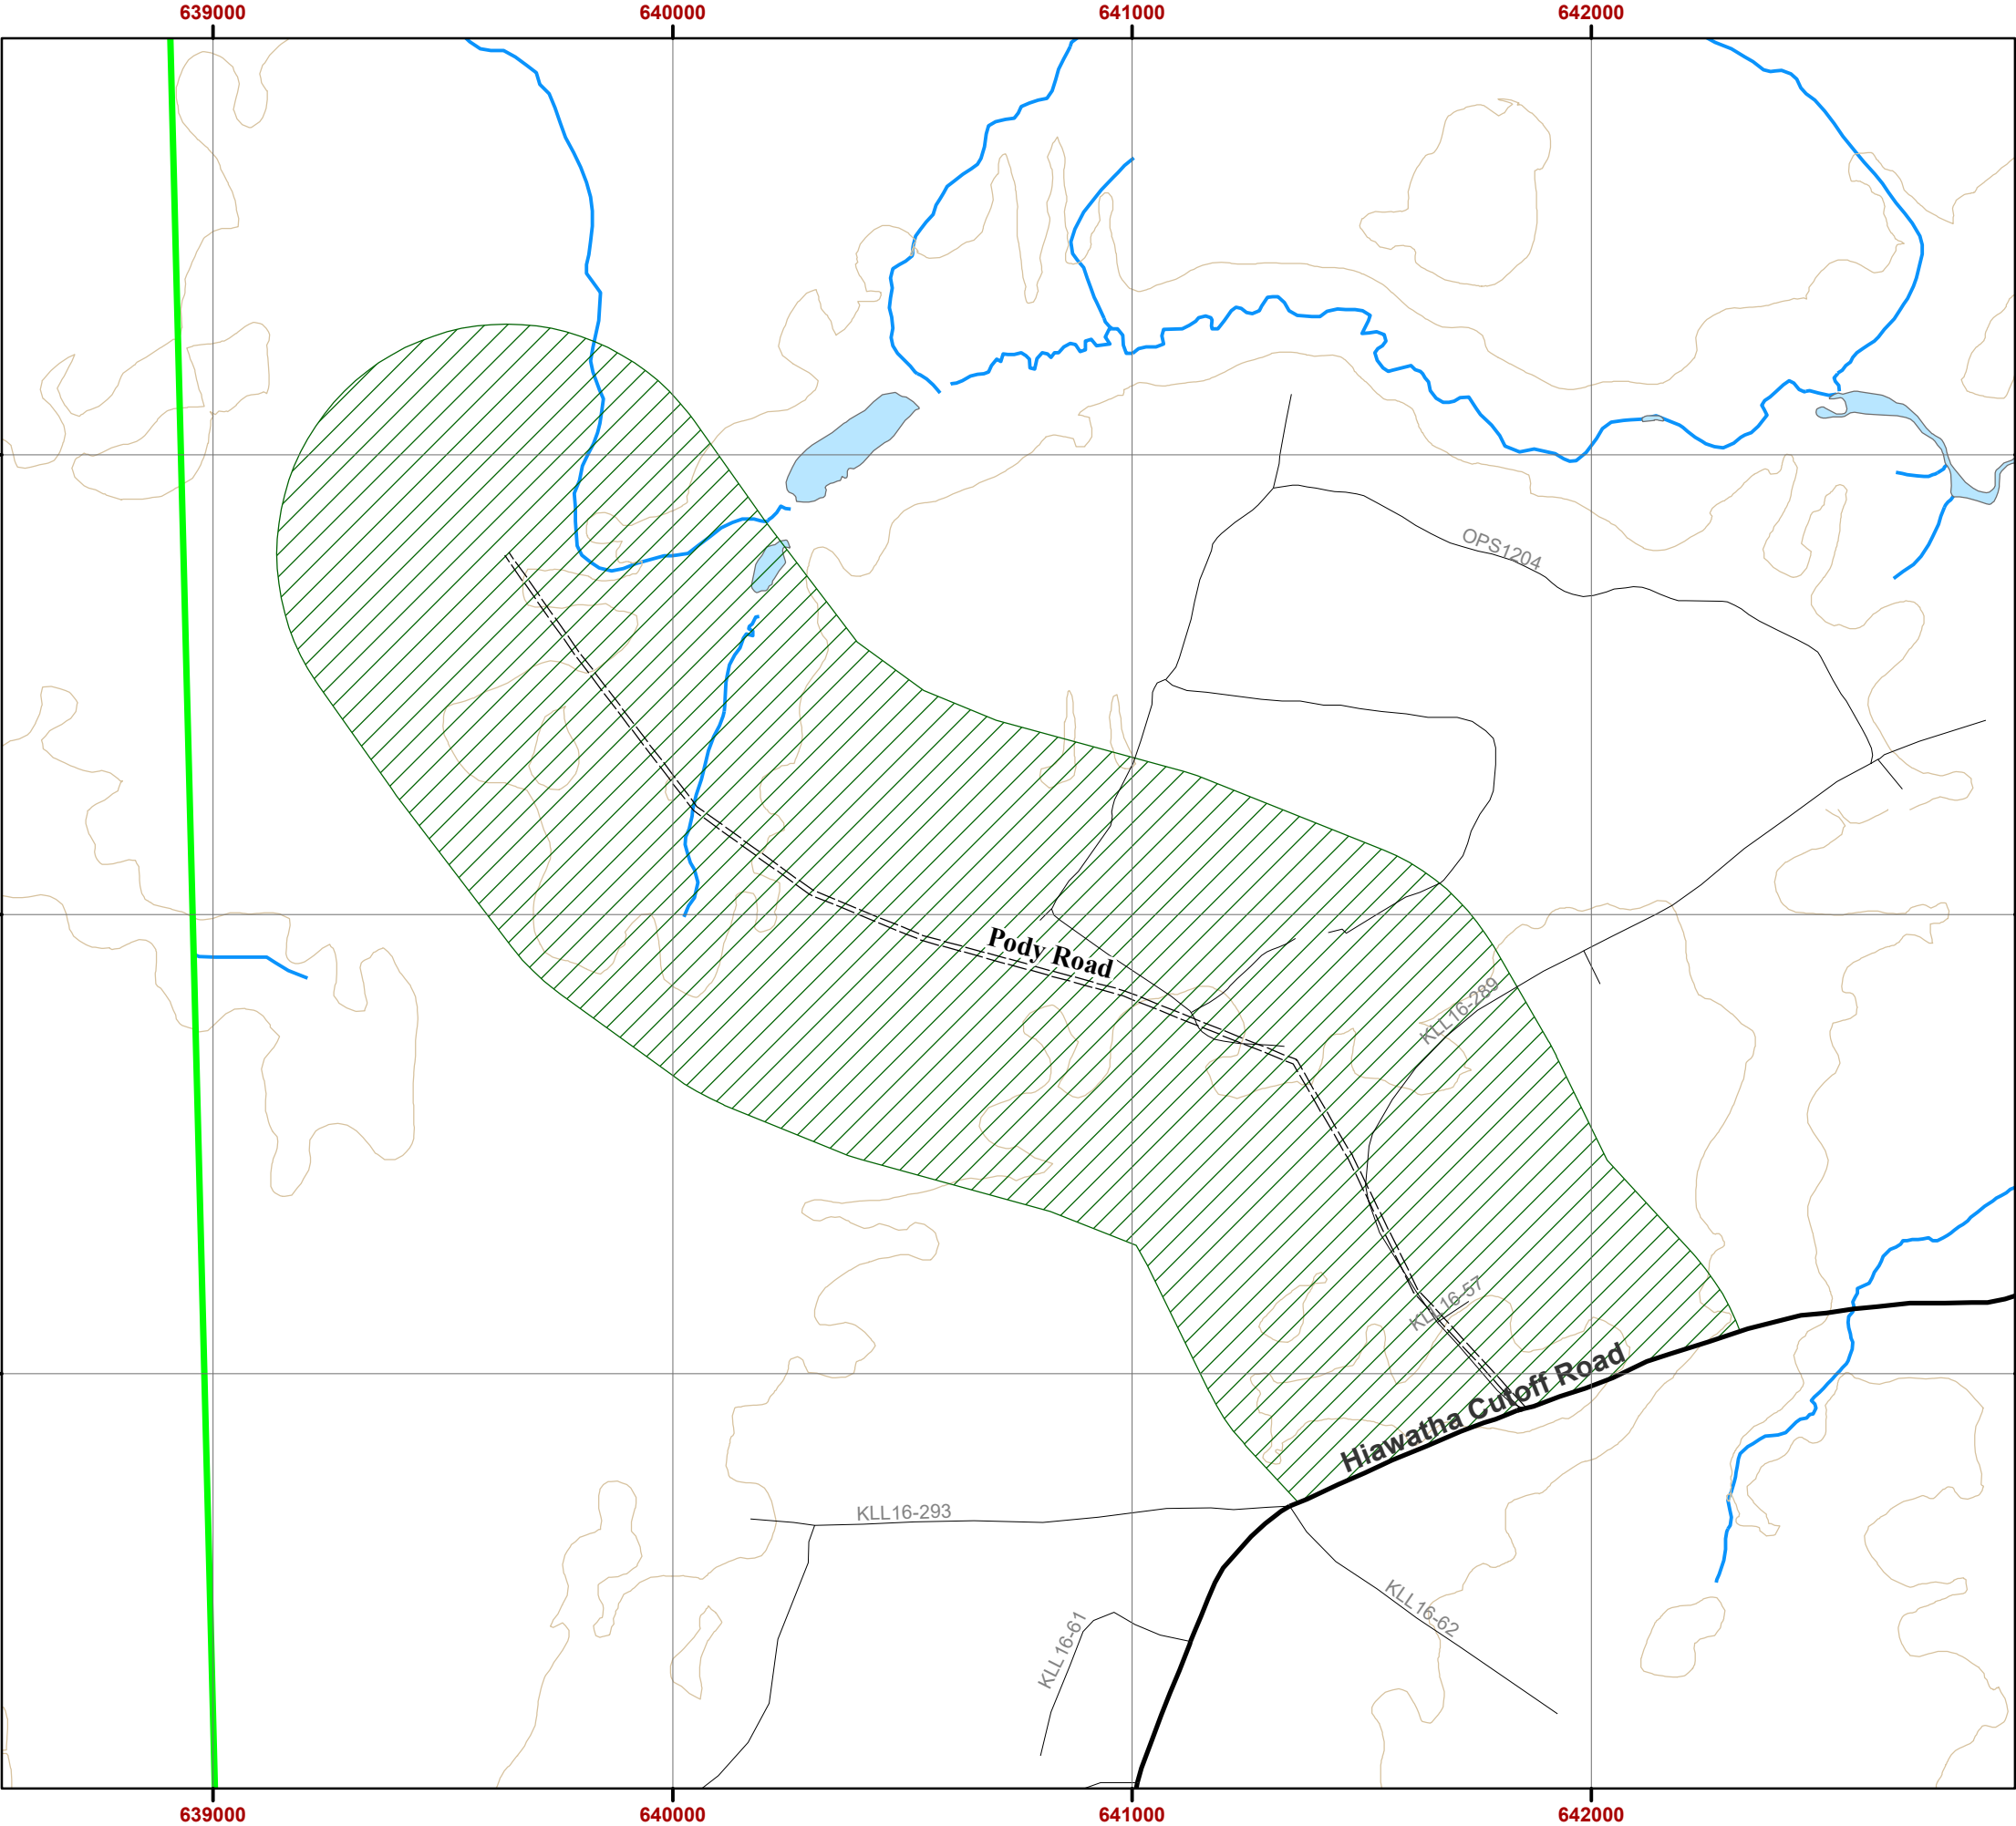 639000
640000
641000
642000
OPS1204
Pody Road
KLL16-289
KLL16-57
Hiawatha Cutoff Road
KLL16-293
KLL16-61
KLL16-62
639000
640000
641000
642000